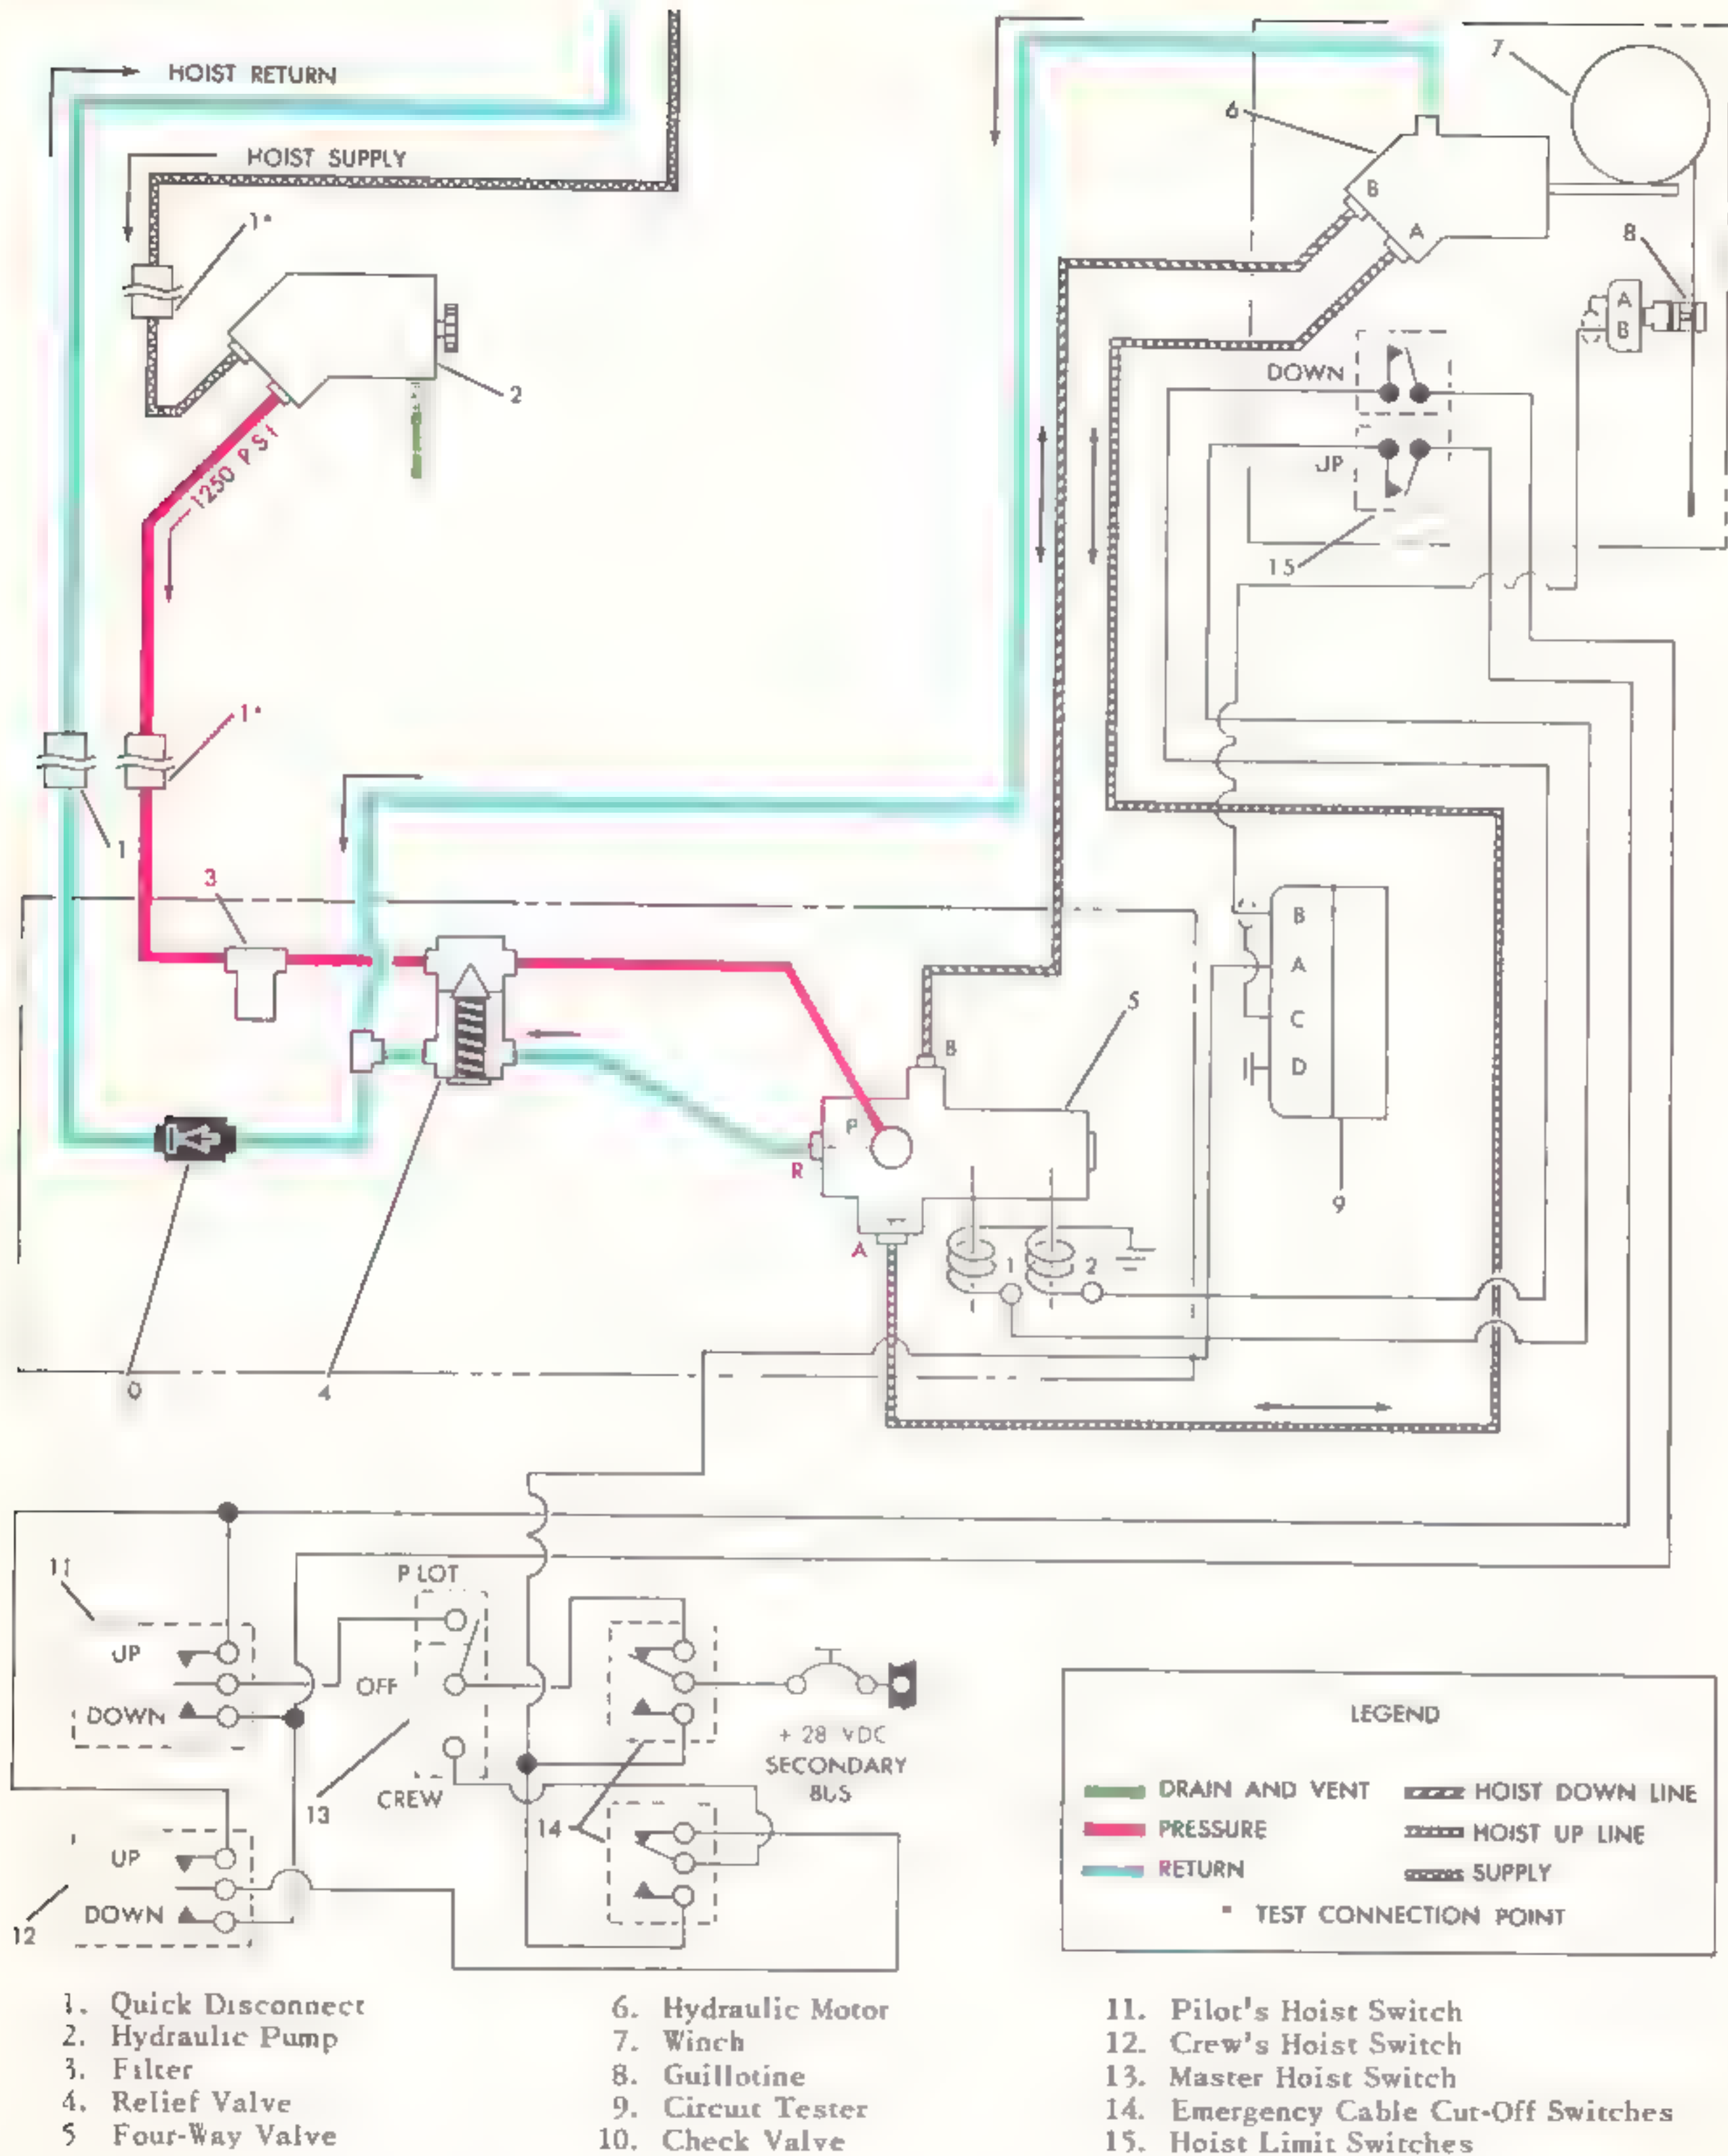 HOIST RETURN
HOIST SUPPLY
1*
2
1250 PSI
1*
1
3
7
6
B
A
8
A
B
DOWN
UP
15
B
A
C
D
9
5
B
P
R
A
1
2
0
4
11
UP
DOWN
P LOT
OFF
CREW
13
14
+ 28 VDC
SECONDARY
BUS
12
UP
DOWN
LEGEND
DRAIN AND VENT
HOIST DOWN LINE
PRESSURE
HOIST UP LINE
RETURN
SUPPLY
* TEST CONNECTION POINT
1. Quick Disconnect
2. Hydraulic Pump
3. Filter
4. Relief Valve
5 Four-Way Valve
6. Hydraulic Motor
7. Winch
8. Guillotine
9. Circuit Tester
10. Check Valve
11. Pilot's Hoist Switch
12. Crew's Hoist Switch
13. Master Hoist Switch
14. Emergency Cable Cut-Off Switches
15. Hoist Limit Switches